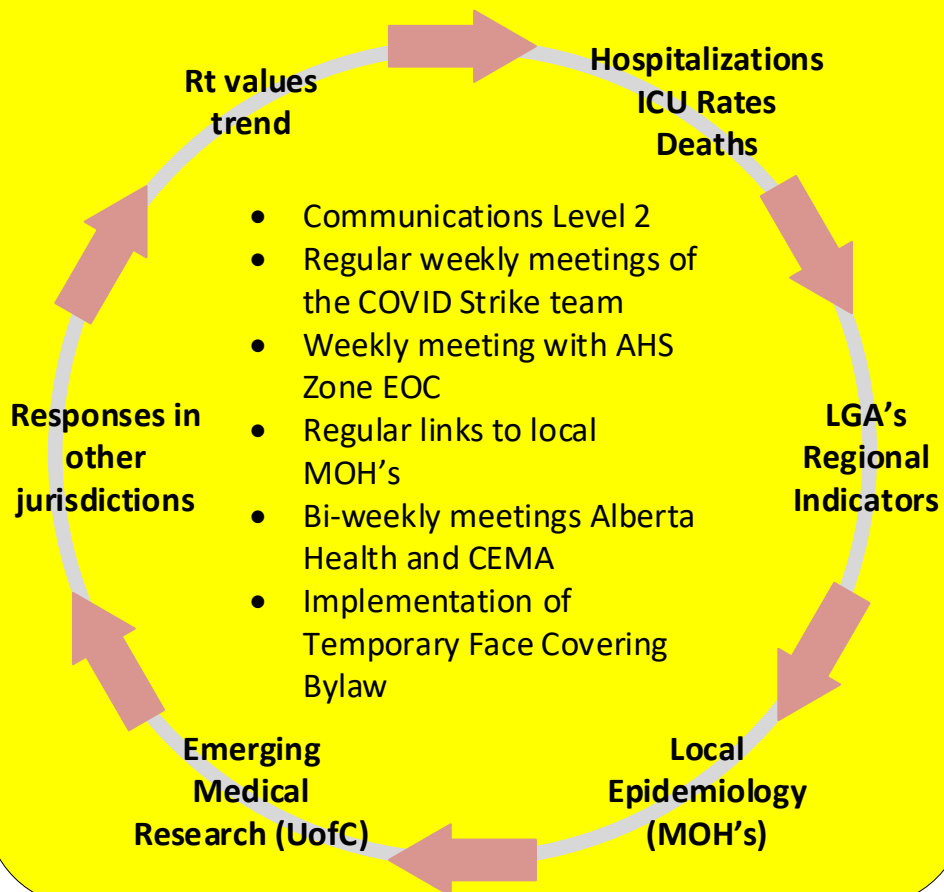 Rt values
trend
Hospitalizations
ICU Rates
Deaths
• Communications Level 2
• Regular weekly meetings of
the COVID Strike team
• Weekly meeting with AHS
Zone EOC
• Regular links to local
MOH's
• Bi-weekly meetings Alberta
Health and CEMA
• Implementation of
Temporary Face Covering
Bylaw
Responses in
other
jurisdictions
LGA’s
Regional
Indicators
Emerging
Medical
Research (UofC)
Local
Epidemiology
(MOH’s)